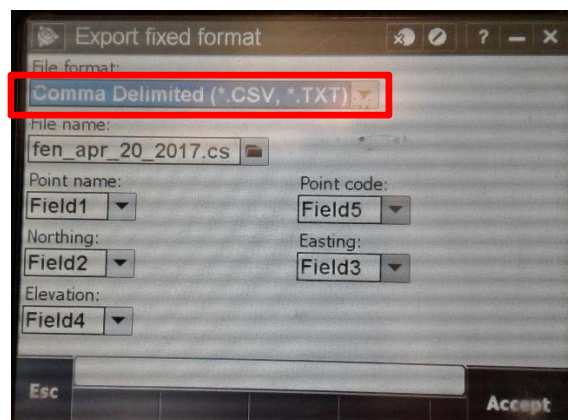 Export fixed format ? – ×
File format:
Comma Delimited (*.CSV, *.TXT)
File name:
fen_apr_20_2017.cs
Point name: Point code:
Field1 Field5
Northing: Easting:
Field2 Field3
Elevation:
Field4
Esc Accept